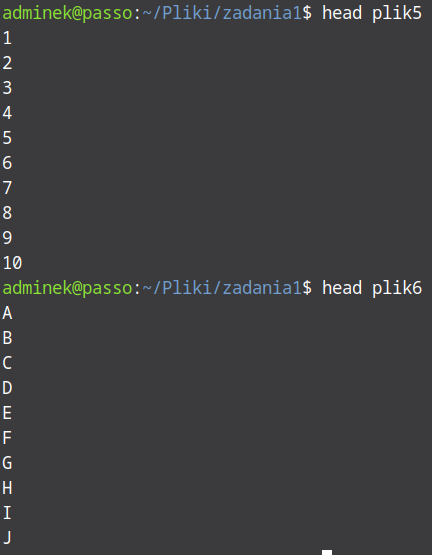 adminek@passo:~/Pliki/zadania1$ head plik5
1
2
3
4
5
6
7
8
9
10
adminek@passo:~/Pliki/zadania1$ head plik6
A
B
C
D
E
F
G
H
I
J